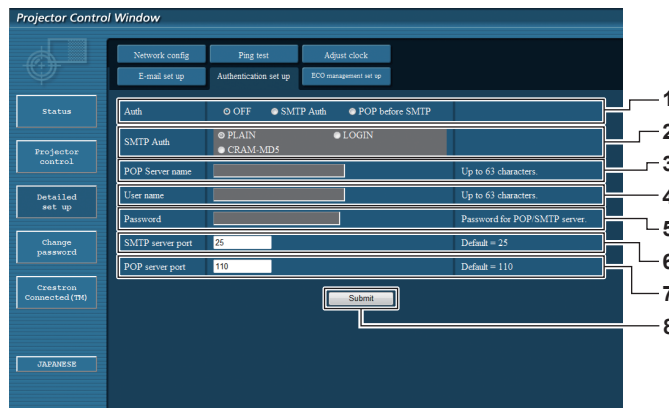 Projector Control Window
Network config Ping test Adjust clock
E-mail set up Authentication set up ECO management set up
Status
Projector control
Detailed set up
Change password
Crestron Connected(TM)
JAPANESE
Auth OFF SMTP Auth POP before SMTP 1
SMTP Auth PLAIN LOGIN 2
CRAM-MD5
POP Server name Up to 63 characters. 3
User name Up to 63 characters. 4
Password Password for POP/SMTP server. 5
SMTP server port 25 Default = 25 6
POP server port 110 Default = 110 7
Submit 8